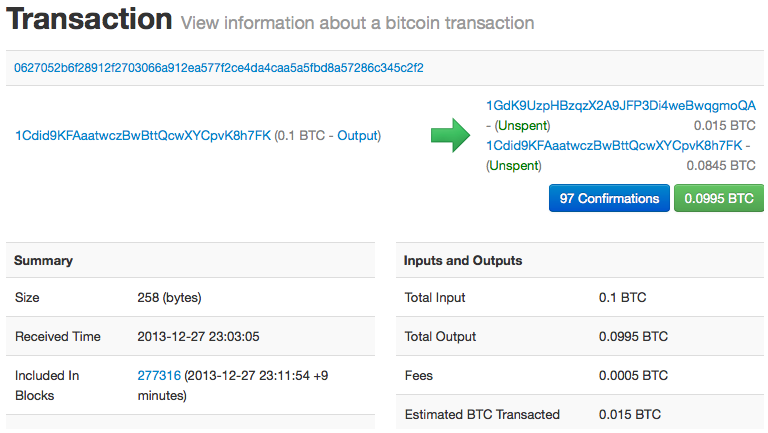 Transaction View information about a bitcoin transaction
0627052b6f28912f2703066a912ea577f2ce4da4caa5a5fbd8a57286c345c2f2
1Cdid9KFAaatwczBwBttQcwXYCpvK8h7FK (0.1 BTC - Output)
1GdK9UzpHBzqzX2A9JFP3Di4weBwqgmoQA
- (Unspent) 0.015 BTC
1Cdid9KFAaatwczBwBttQcwXYCpvK8h7FK -
(Unspent) 0.0845 BTC
97 Confirmations 0.0995 BTC
Summary
Size 258 (bytes)
Received Time 2013-12-27 23:03:05
Included In Blocks 277316 (2013-12-27 23:11:54 +9
minutes)
Inputs and Outputs
Total Input 0.1 BTC
Total Output 0.0995 BTC
Fees 0.0005 BTC
Estimated BTC Transacted 0.015 BTC